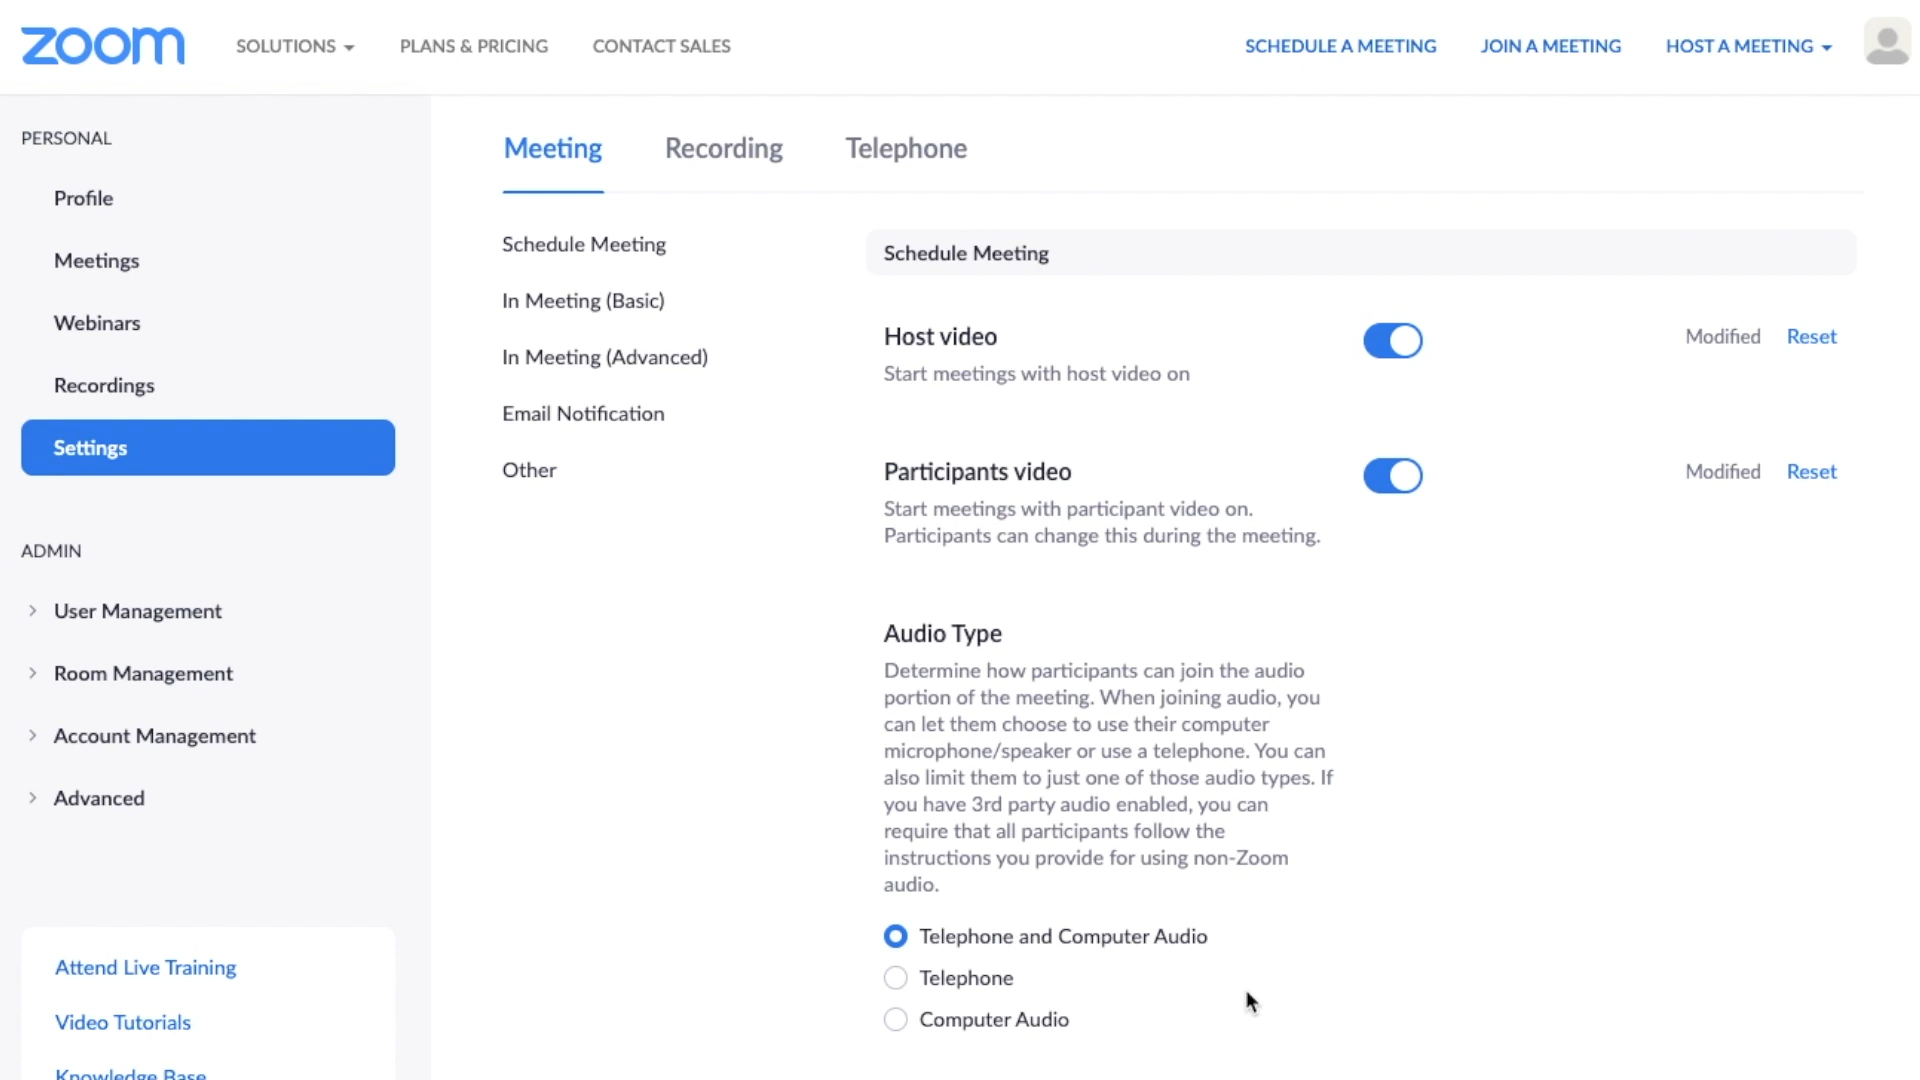 zoom
SOLUTIONS
PLANS & PRICING
CONTACT SALES
SCHEDULE A MEETING
JOIN A MEETING
HOST A MEETING
PERSONAL
Profile
Meetings
Webinars
Recordings
Settings
ADMIN
User Management
Room Management
Account Management
Advanced
Attend Live Training
Video Tutorials
Knowledge Base
Meeting
Recording
Telephone
Schedule Meeting
In Meeting (Basic)
In Meeting (Advanced)
Email Notification
Other
Schedule Meeting
Host video
Modified
Reset
Start meetings with host video on
Participants video
Modified
Reset
Start meetings with participant video on.
Participants can change this during the meeting.
Audio Type
Determine how participants can join the audio
portion of the meeting. When joining audio, you
can let them choose to use their computer
microphone/speaker or use a telephone. You can
also limit them to just one of those audio types. If
you have 3rd party audio enabled, you can
require that all participants follow the
instructions you provide for using non-Zoom
audio.
Telephone and Computer Audio
Telephone
Computer Audio